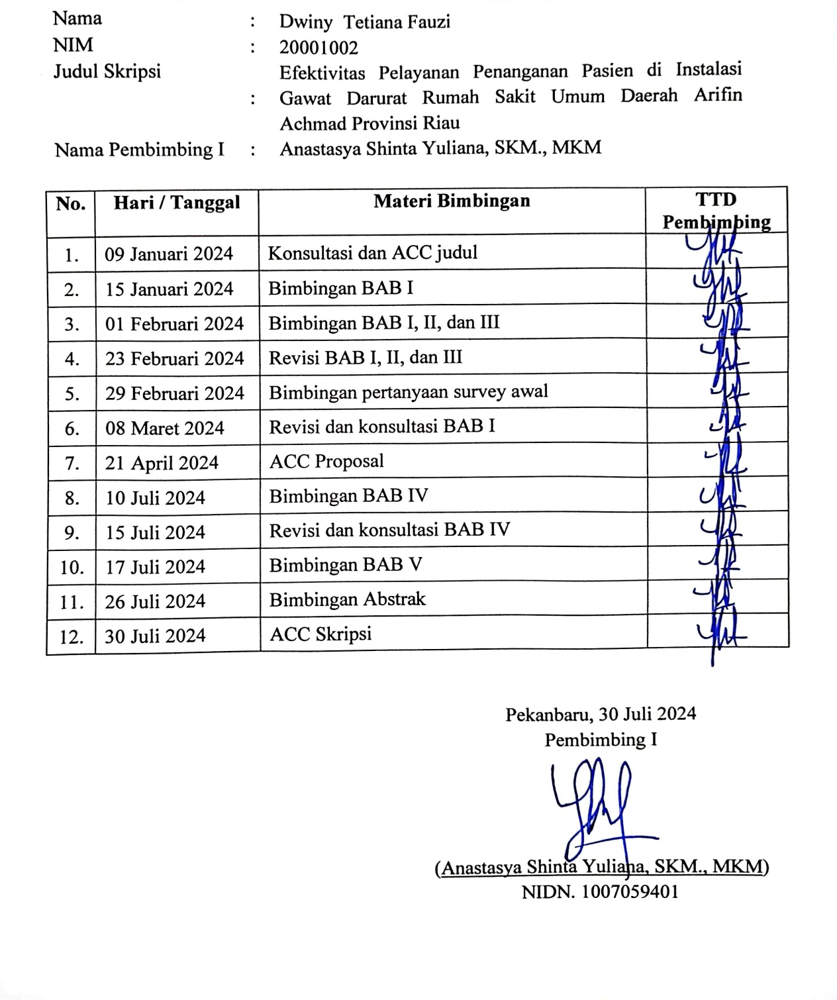 Nama : Dwiny Tetiana Fauzi
NIM : 20001002
Judul Skripsi : Efektivitas Pelayanan Penanganan Pasien di Instalasi
Gawat Darurat Rumah Sakit Umum Daerah Arifin
Achmad Provinsi Riau
Nama Pembimbing I : Anastasya Shinta Yuliana, SKM., MKM
No. Hari / Tanggal Materi Bimbingan TTD Pembimbing
1. 09 Januari 2024 Konsultasi dan ACC judul
2. 15 Januari 2024 Bimbingan BAB I
3. 01 Februari 2024 Bimbingan BAB I, II, dan III
4. 23 Februari 2024 Revisi BAB I, II, dan III
5. 29 Februari 2024 Bimbingan pertanyaan survey awal
6. 08 Maret 2024 Revisi dan konsultasi BAB I
7. 21 April 2024 ACC Proposal
8. 10 Juli 2024 Bimbingan BAB IV
9. 15 Juli 2024 Revisi dan konsultasi BAB IV
10. 17 Juli 2024 Bimbingan BAB V
11. 26 Juli 2024 Bimbingan Abstrak
12. 30 Juli 2024 ACC Skripsi
Pekanbaru, 30 Juli 2024
Pembimbing I
(Anastasya Shinta Yuliana, SKM., MKM)
NIDN. 1007059401